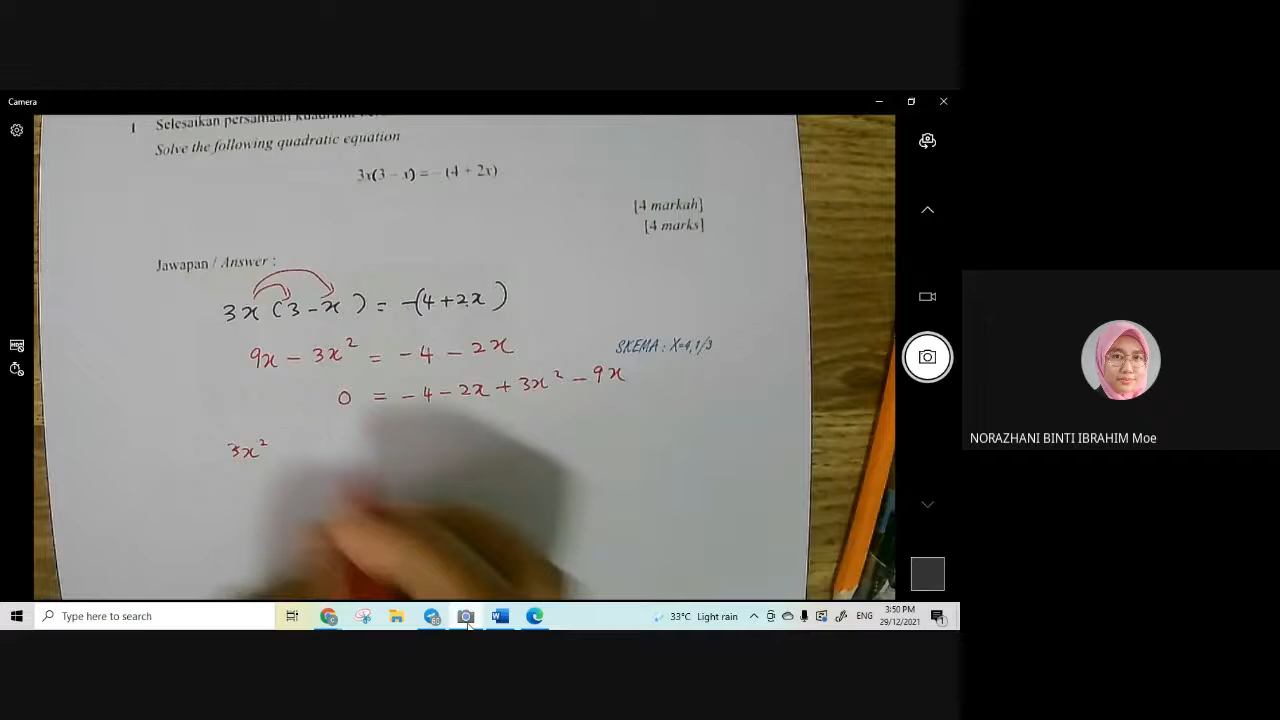 Camera
1 Selesaikan persamaan kuadratik
Solve the following quadratic equation
3x(3 - x) = - (4 + 2x)
[4 markah]
[4 marks]
Jawapan / Answer :
3x (3 - x) = -(4 + 2x)
9x - 3x² = -4 - 2x
SKEMA : X=4, 1/3
0 = -4 - 2x + 3x² - 9x
3x²
NORAZHANI BINTI IBRAHIM Moe
Type here to search
33°C Light rain
ENG
3:50 PM
29/12/2021